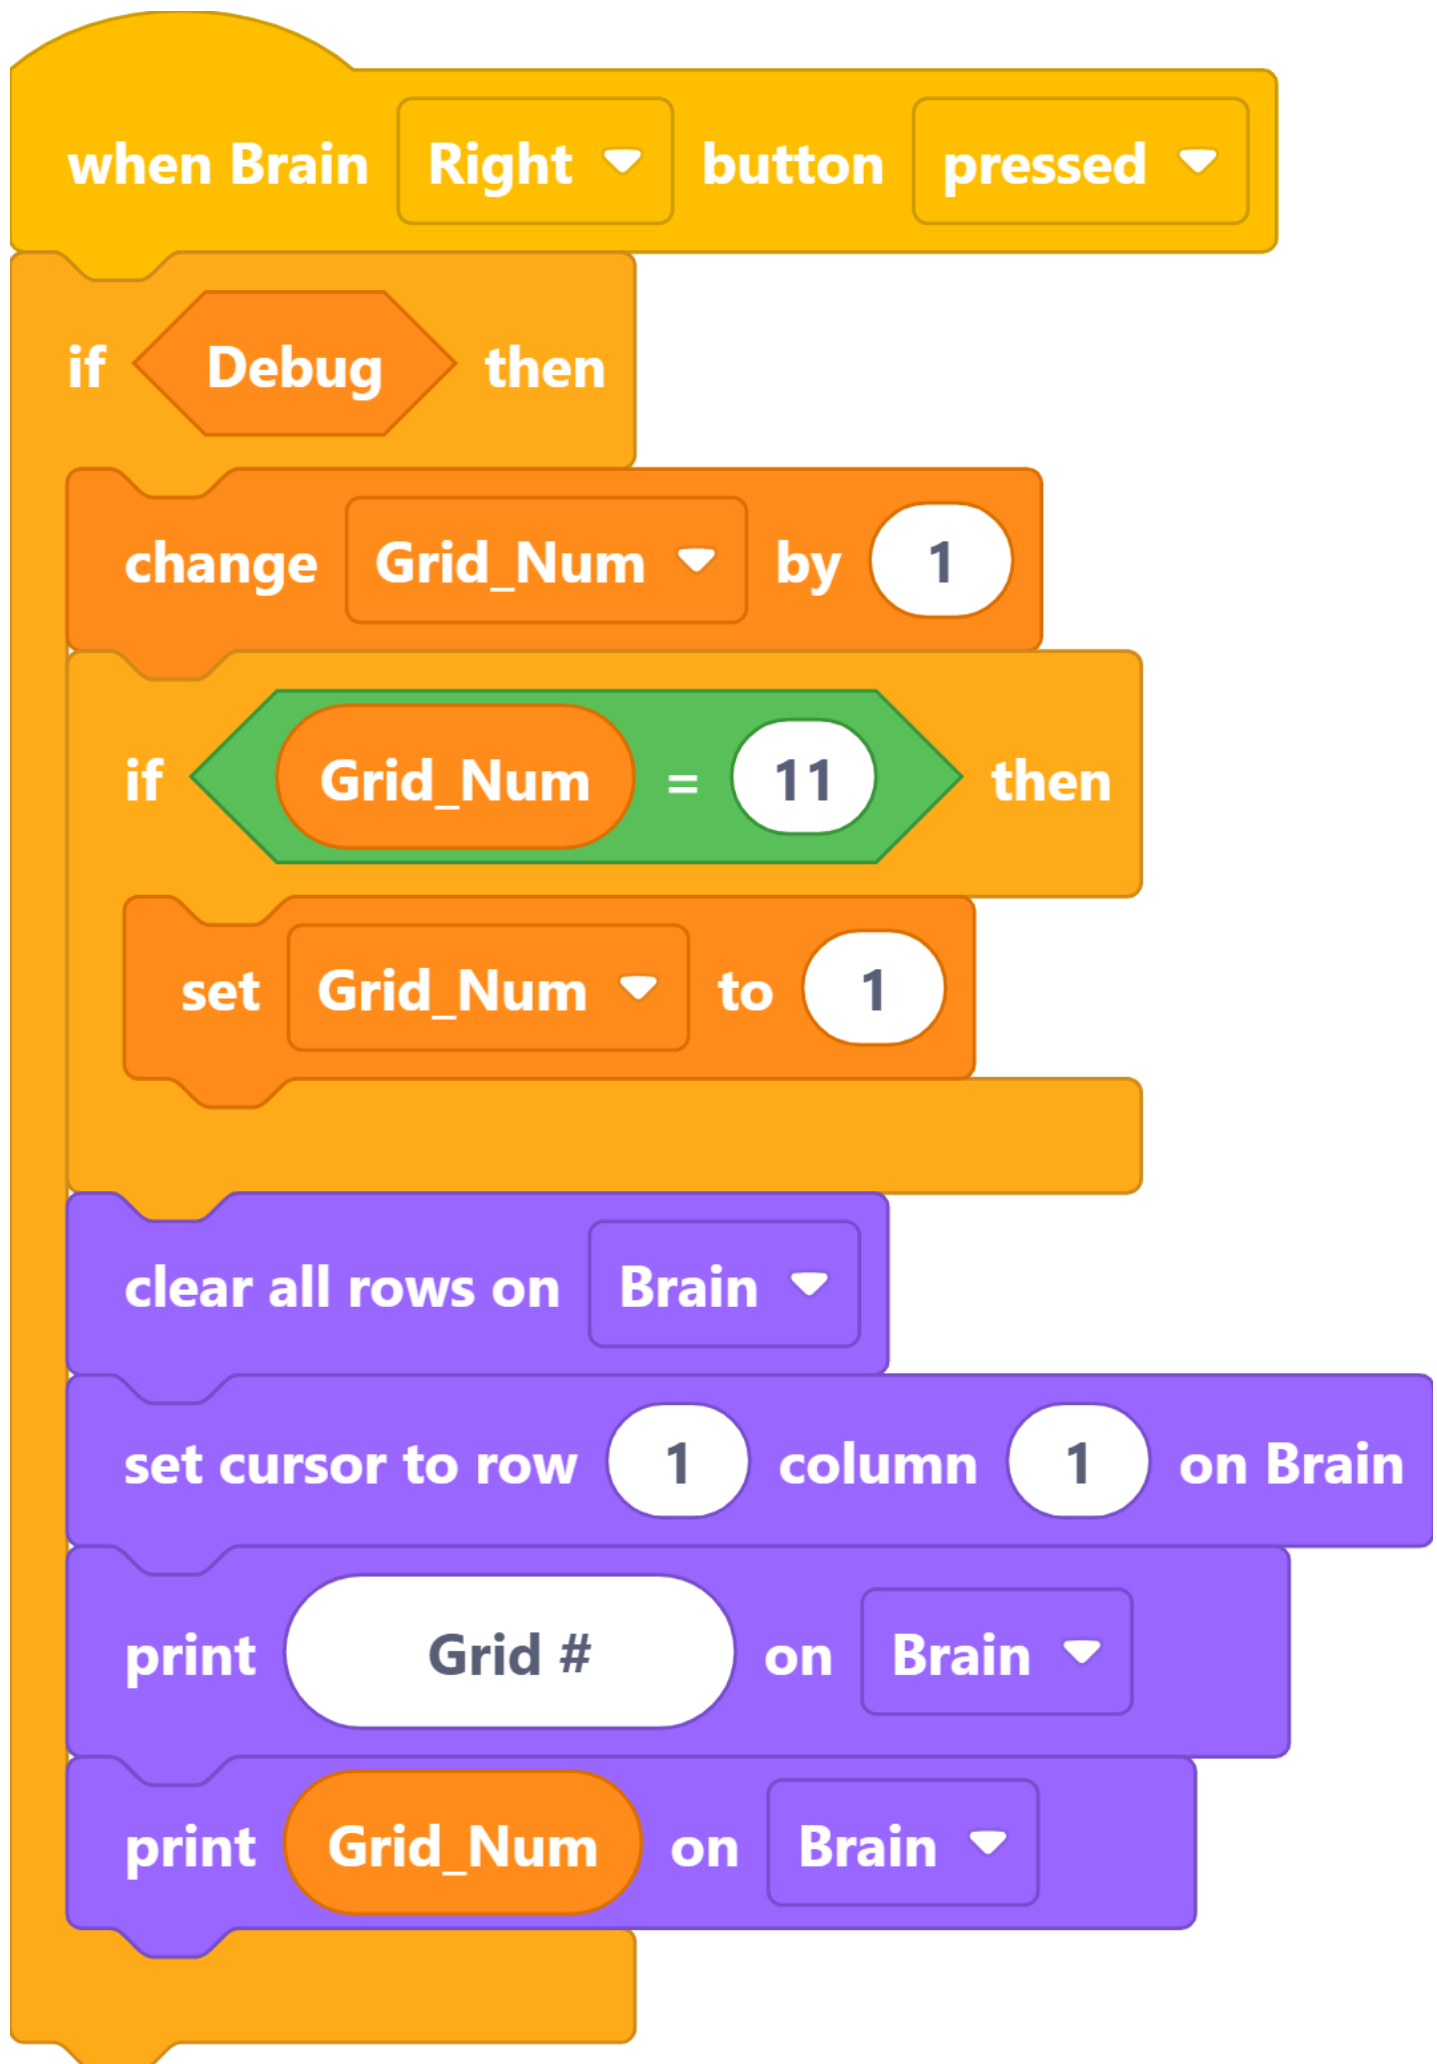 when Brain Right button pressed
if Debug then
change Grid_Num by 1
if Grid_Num = 11 then
set Grid_Num to 1
clear all rows on Brain
set cursor to row 1 column 1 on Brain
print Grid # on Brain
print Grid_Num on Brain